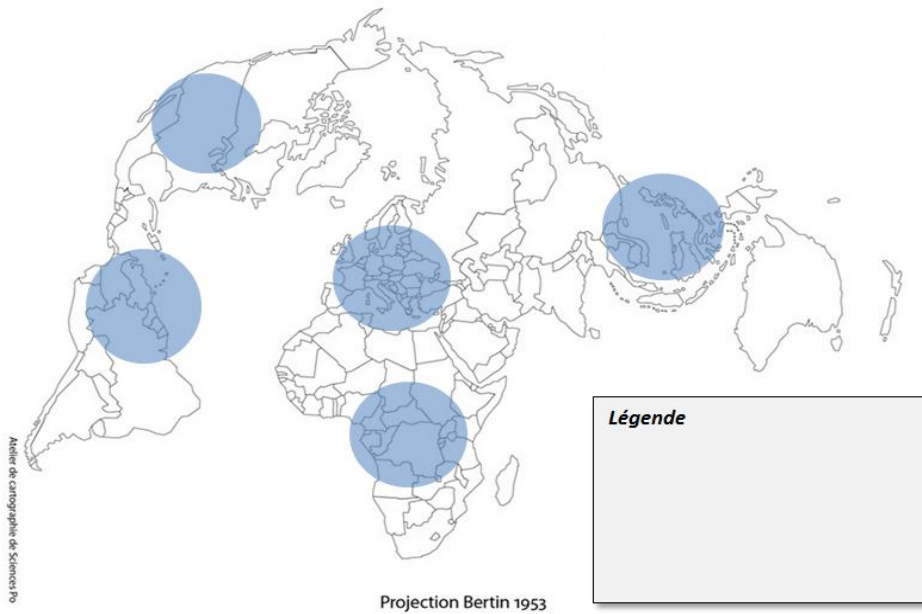 Légende
Atelier de cartographie de Sciences Po
Projection Bertin 1953